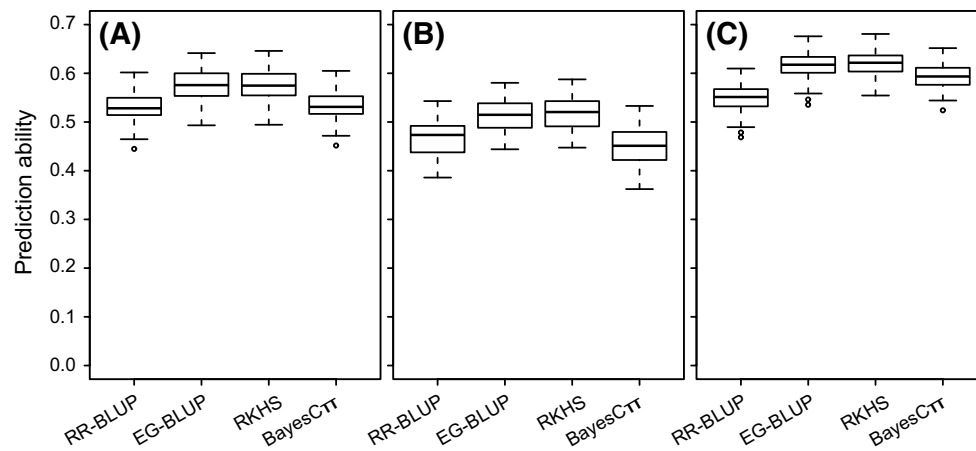 (A)
(B)
(C)
Prediction ability
0.7
0.6
0.5
0.4
0.3
0.2
0.1
0.0
RR-BLUP
EG-BLUP
RKHS
BayesCπ
RR-BLUP
EG-BLUP
RKHS
BayesCπ
RR-BLUP
EG-BLUP
RKHS
BayesCπ